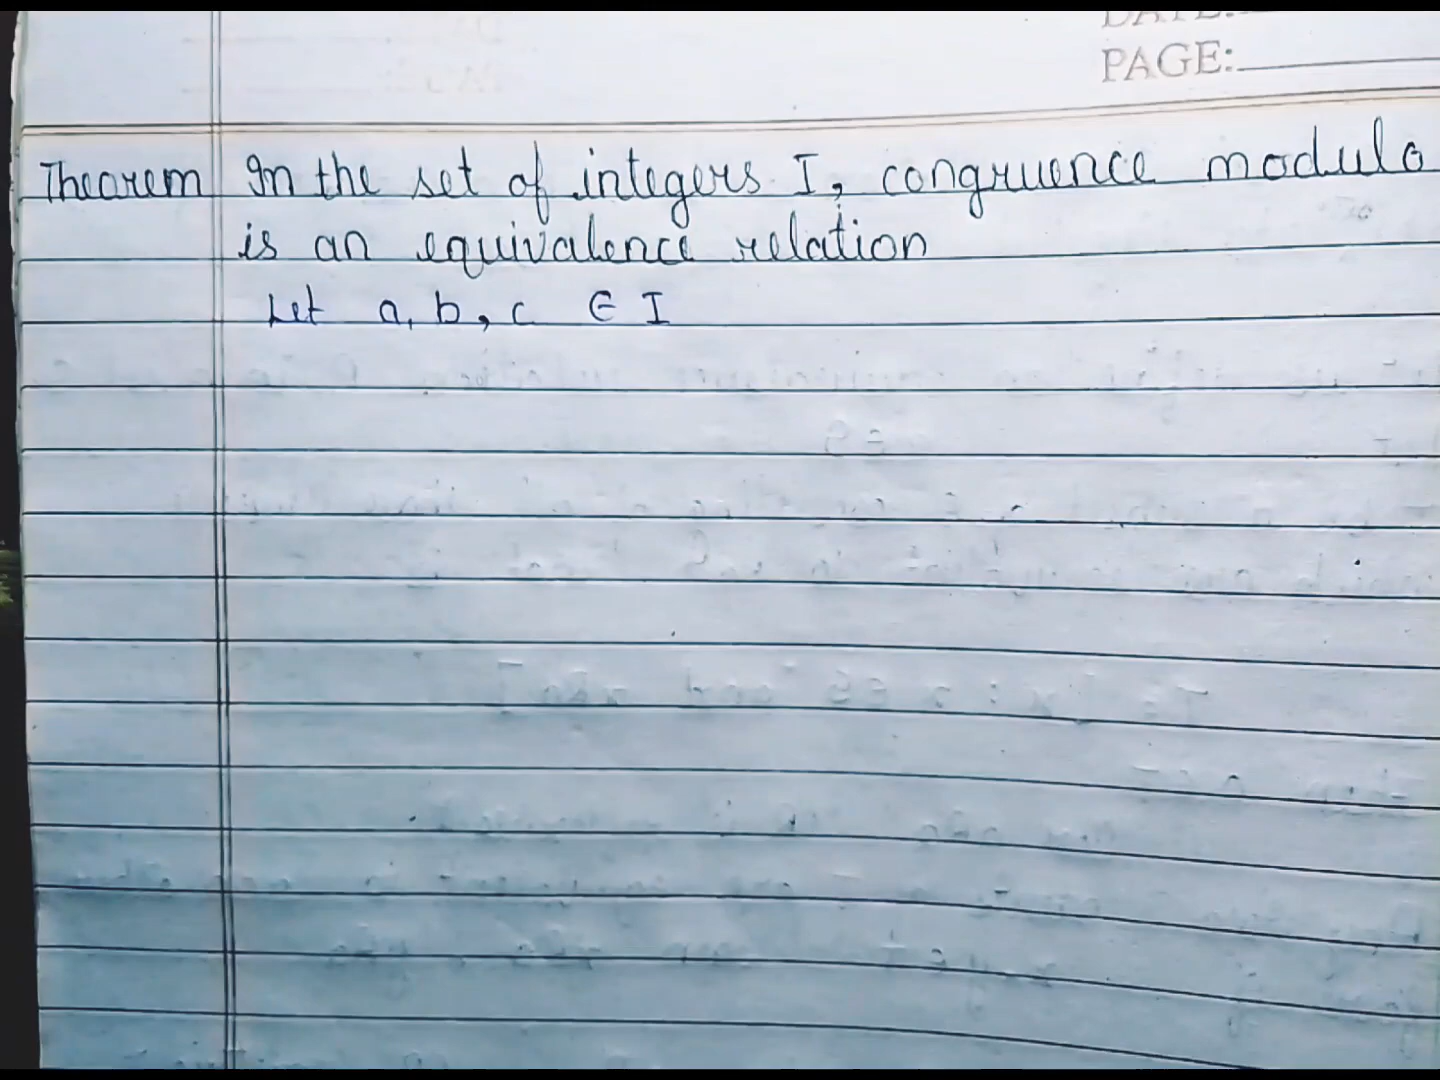 PAGE:
Theorem In the set of integers I, congruence modulo
is an equivalence relation
Let a, b, c ∈ I